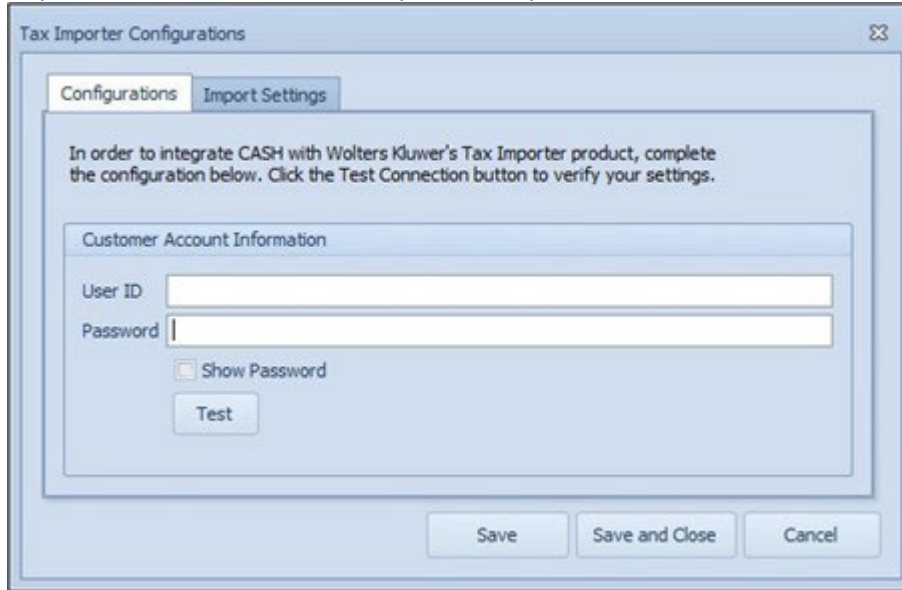 Tax Importer Configurations
Configurations Import Settings
In order to integrate CASH with Wolters Kluwer's Tax Importer product, complete
the configuration below. Click the Test Connection button to verify your settings.
Customer Account Information
User ID
Password
Show Password
Test
Save Save and Close Cancel